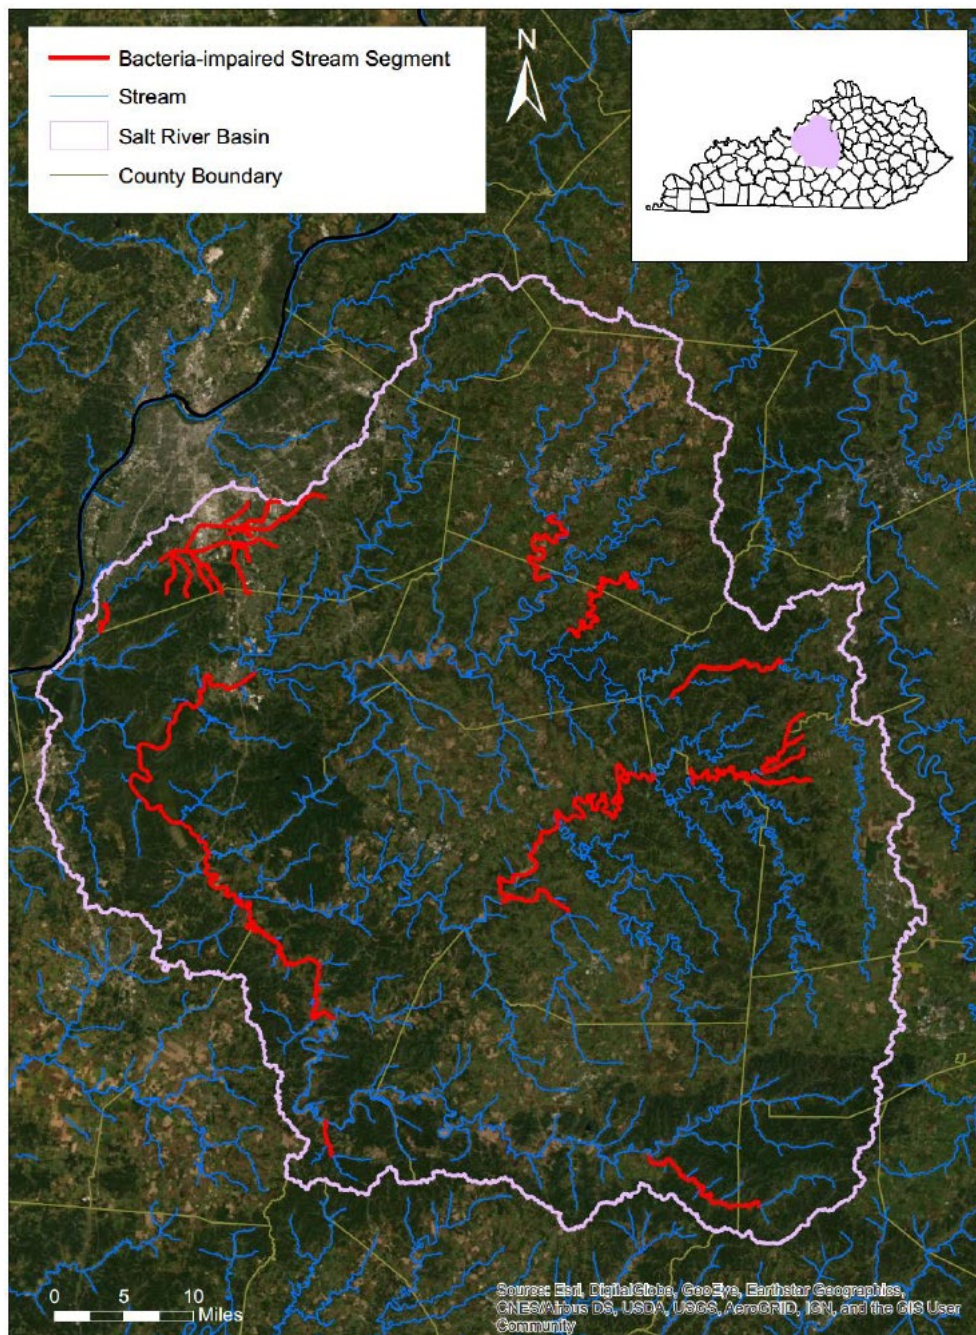 Bacteria-impaired Stream Segment
Stream
Salt River Basin
County Boundary
N
0 5 10
Miles
Source: Esri, DigitalGlobe, GeoEye, Earthstar Geographics,
CNES/Airbus DS, USDA, USGS, AeroGRID, IGN, and the GIS User
Community